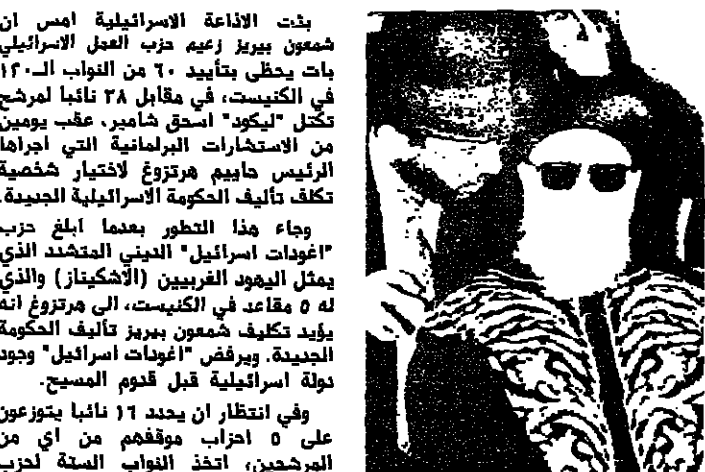 بثت الاذاعة الاسرائيلية امس ان
شمعون بيريز زعيم حزب العمل الاسرائيلي
بات يحظى بتأييد ٦٠ من النواب الـ١٢٠
في الكنيست، في مقابل ٢٨ نائبا لمرشح
تكتل "ليكود" اسحق شامير، عقب يومين
من الاستشارات البرلمانية التي اجراها
الرئيس حاييم هرتزوغ لاختيار شخصية
تكلف تأليف الحكومة الاسرائيلية الجديدة.
وجاء هذا التطور بعدما ابلغ حزب
"اغودات اسرائيل" الديني المتشدد الذي
يمثل اليهود الغربيين (الاشكيناز) والذي
له ٥ مقاعد في الكنيست، الى هرتزوغ انه
يؤيد تكليف شمعون بيريز تأليف الحكومة
الجديدة. ويرفض "اغودات اسرائيل" وجود
دولة اسرائيلية قبل قدوم المسيح.
وفي انتظار ان يحدد ١٦ نائبا يتوزعون
على ٥ احزاب موقفهم من اي من
المرشحين، اتخذ النواب الستة لحزب